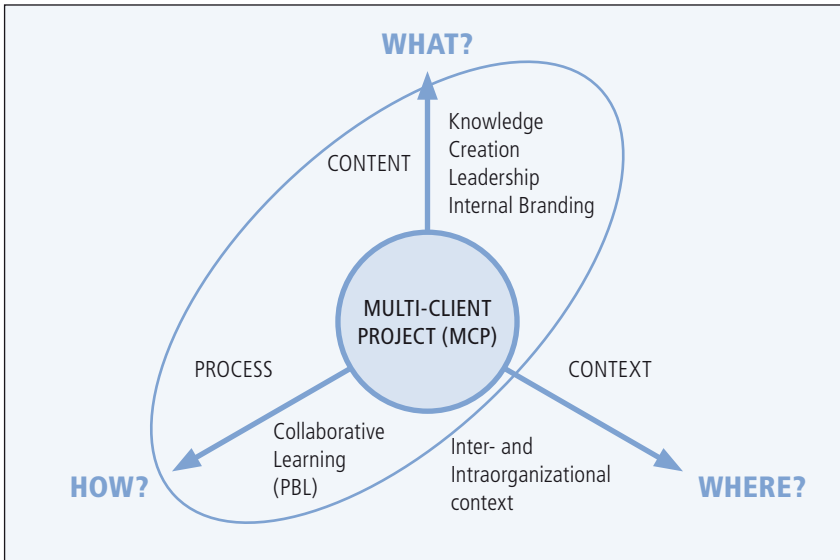 WHAT?
CONTENT
Knowledge
Creation
Leadership
Internal Branding
MULTI-CLIENT
PROJECT (MCP)
PROCESS
CONTEXT
Collaborative
Learning
(PBL)
Inter- and
Intraorganizational
context
HOW?
WHERE?